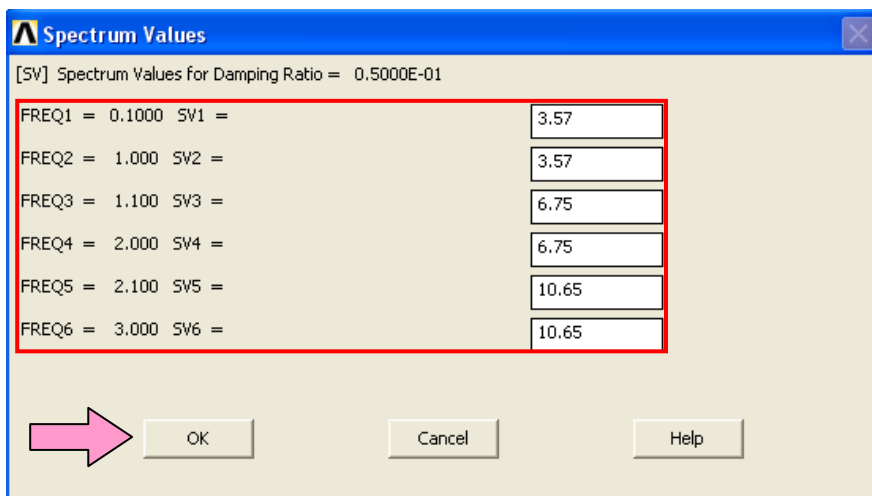 Spectrum Values
[SV] Spectrum Values for Damping Ratio = 0.5000E-01
FREQ1 = 0.1000 SV1 = 3.57
FREQ2 = 1.000 SV2 = 3.57
FREQ3 = 1.100 SV3 = 6.75
FREQ4 = 2.000 SV4 = 6.75
FREQ5 = 2.100 SV5 = 10.65
FREQ6 = 3.000 SV6 = 10.65
OK Cancel Help